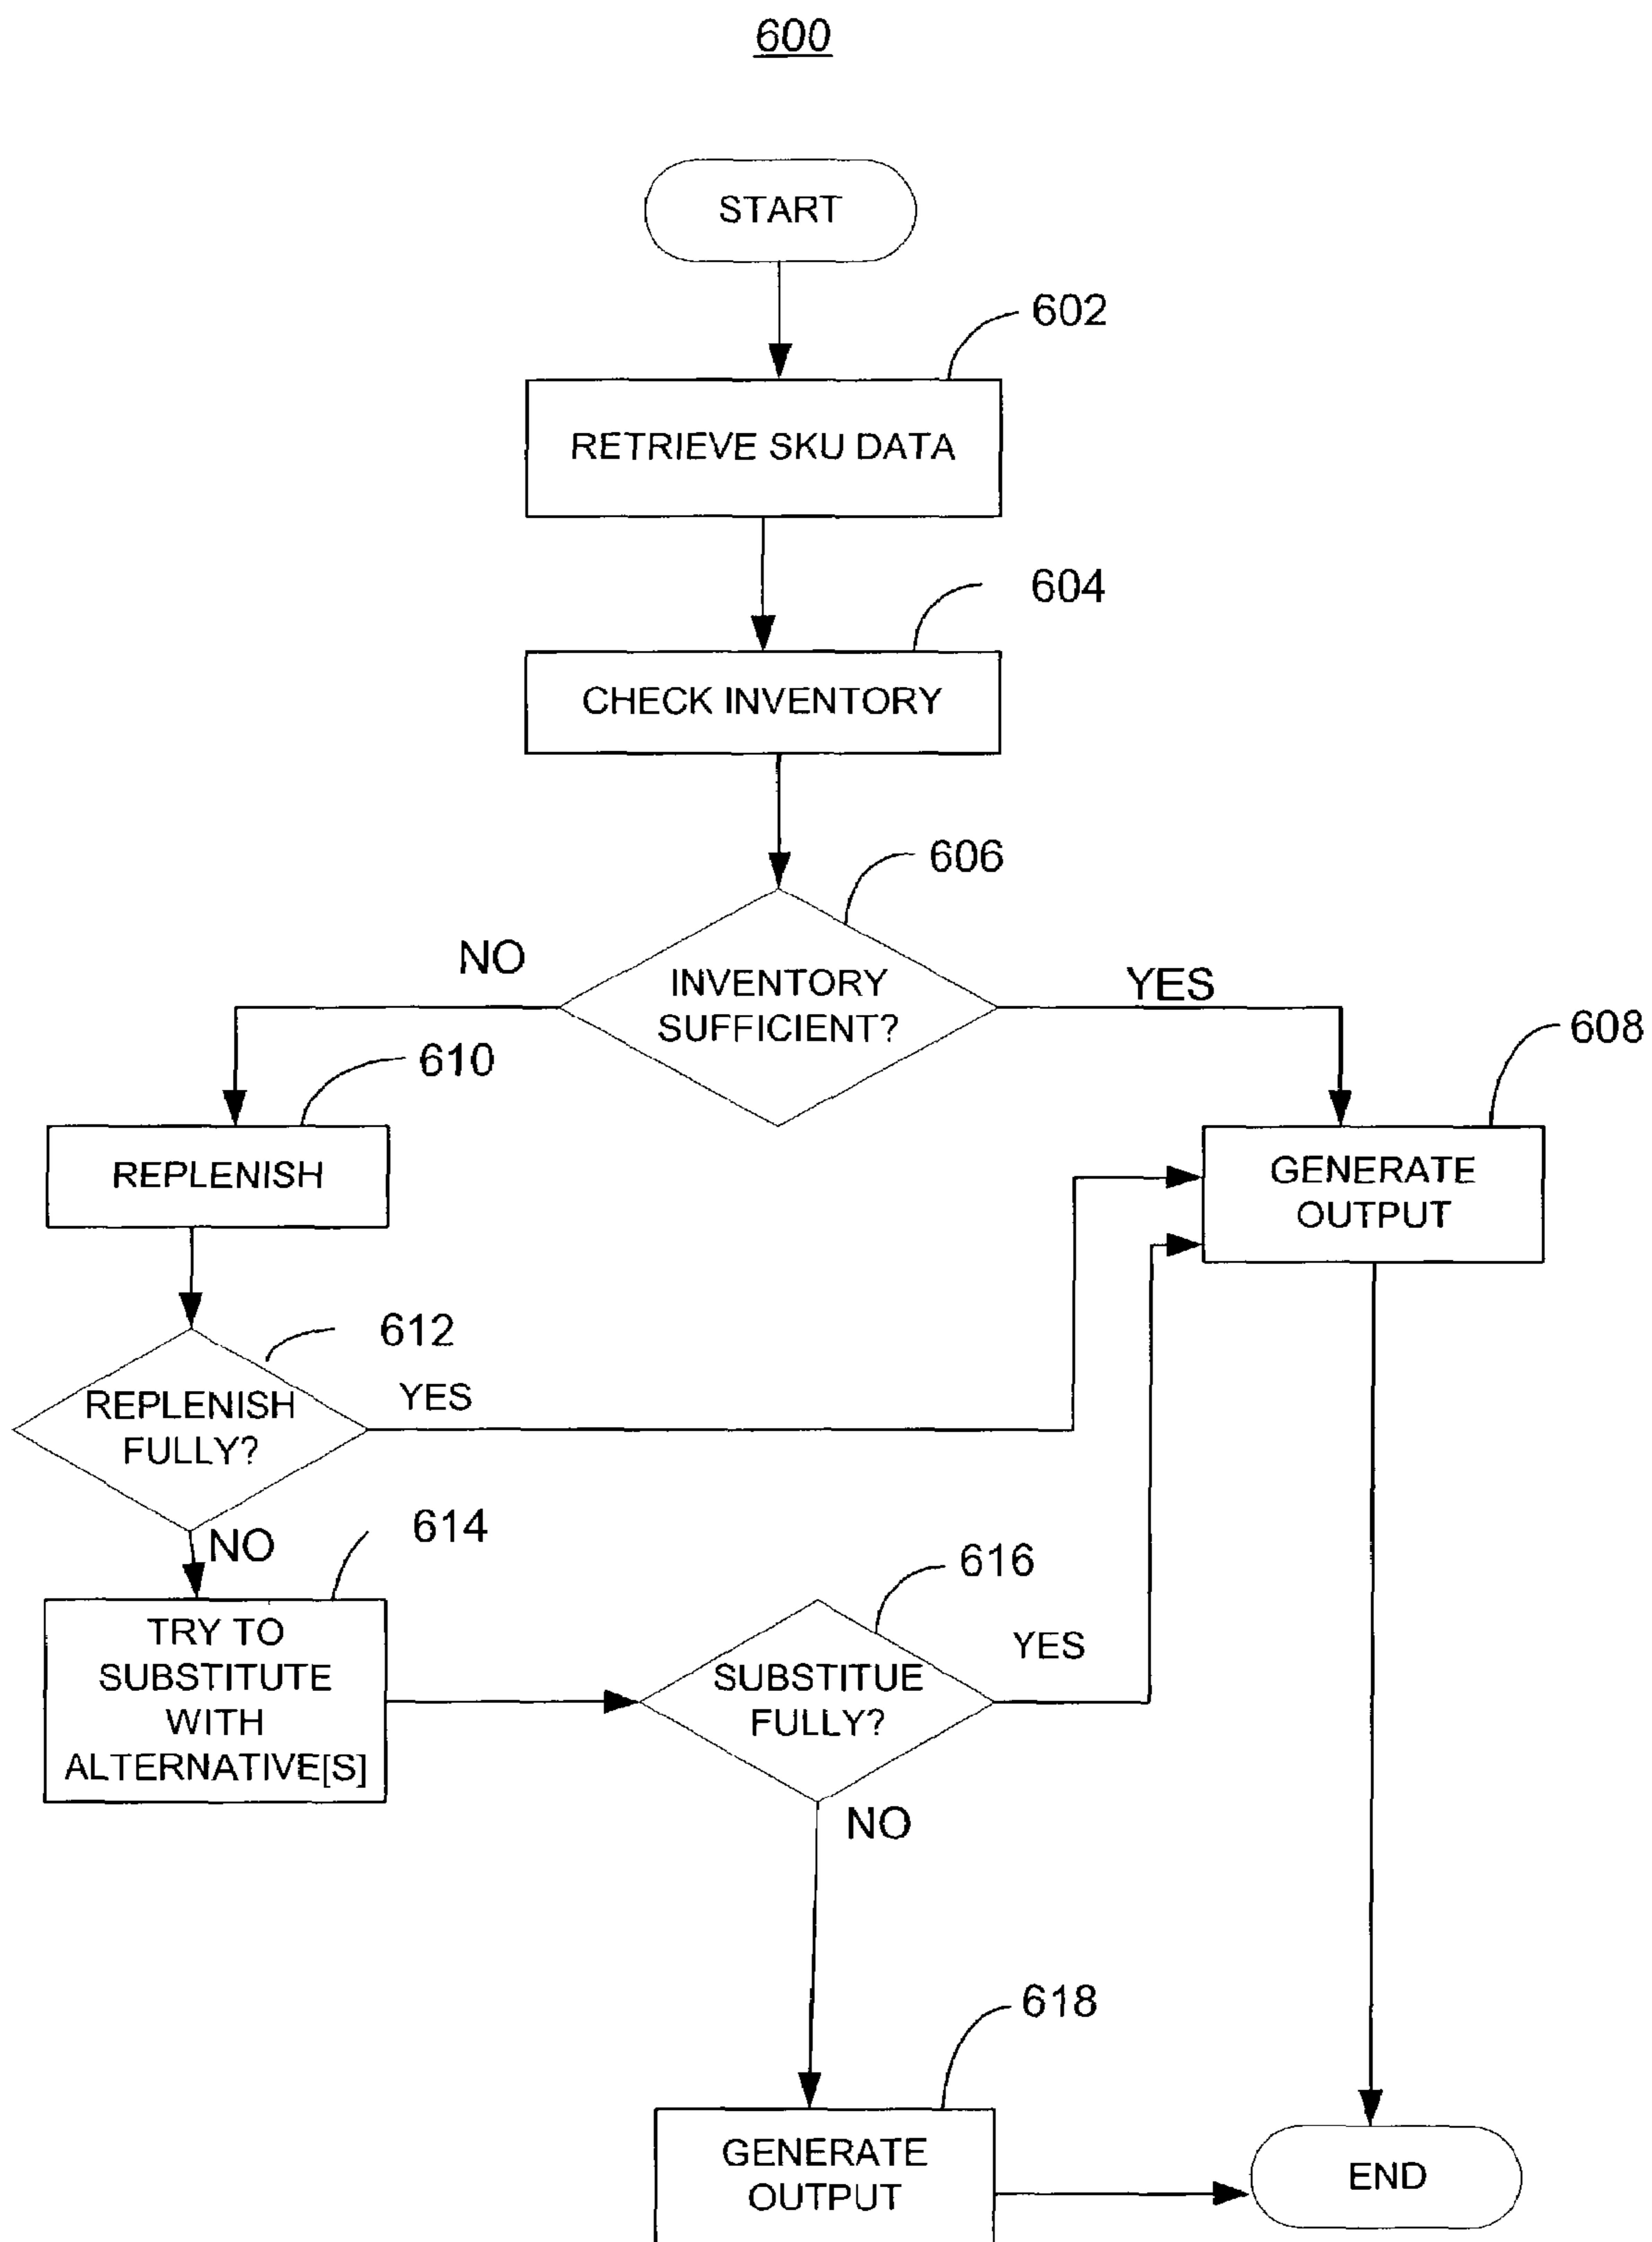 600
START
602
RETRIEVE SKU DATA
604
CHECK INVENTORY
606
NO
INVENTORY
SUFFICIENT?
YES
608
610
REPLENISH
GENERATE
OUTPUT
612
REPLENISH
FULLY?
YES
NO
614
TRY TO
SUBSTITUTE
WITH
ALTERNATIVE[S]
616
SUBSTITUE
FULLY?
YES
NO
618
GENERATE
OUTPUT
END